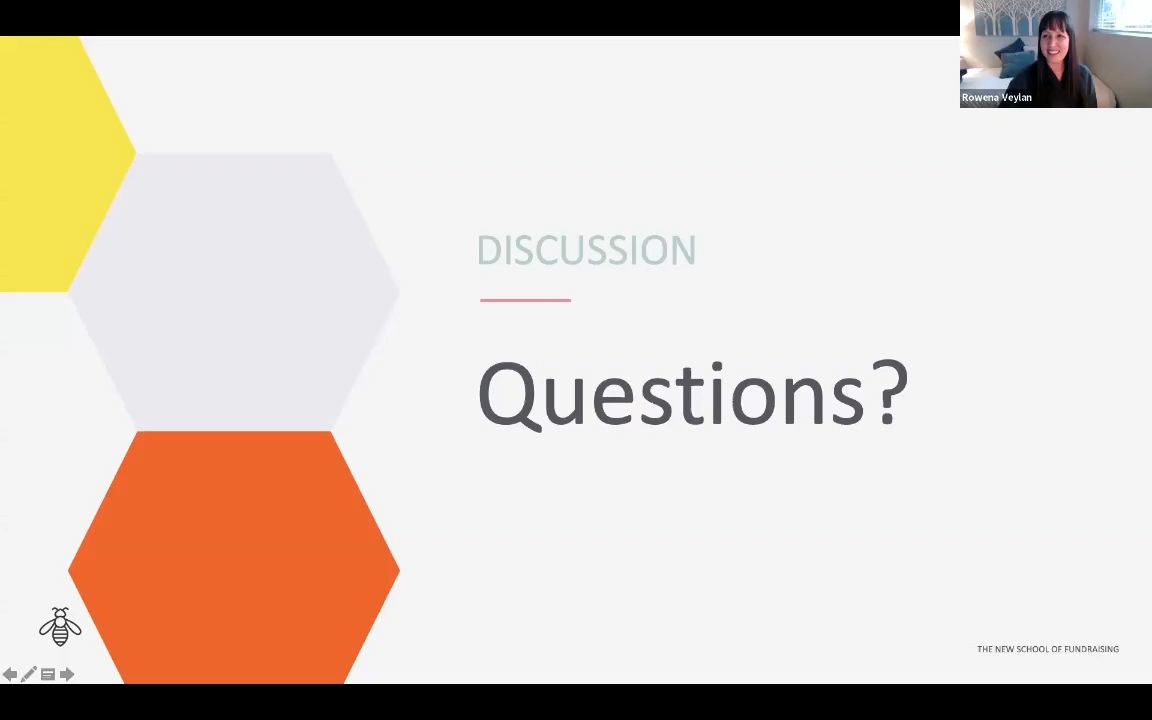 Rowena Veylan
DISCUSSION
Questions?
THE NEW SCHOOL OF FUNDRAISING